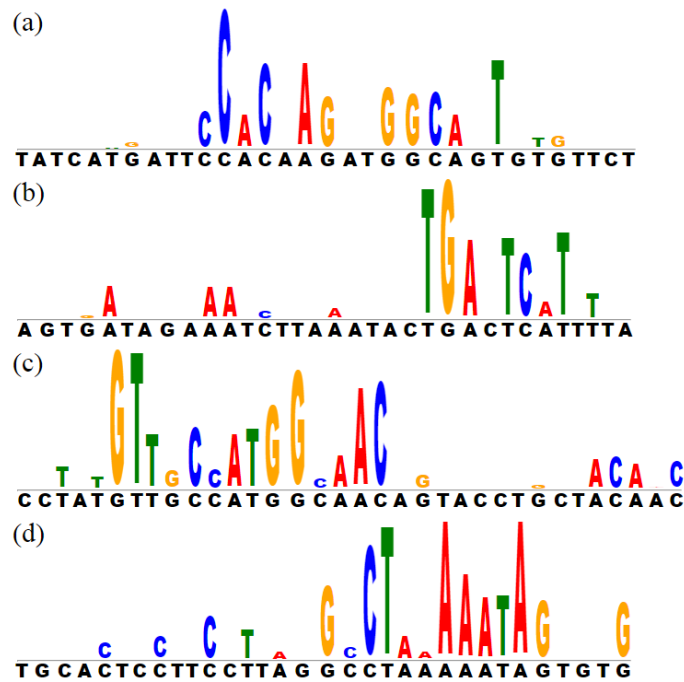 (a)
G C C A C A G G G C A T T G
TATCATGATTCCACAAGATGGCAGTGTGTTCT
(b)
G A A A C A T G A T C A T T
AGTGATAGAAATCTTAAATACTGACTCATTTTA
(c)
T T G T T G C C A T G G C A A C G G A C A C
CCTATGTTGCCATGGCAACAGTACCTGCTACAAC
(d)
C C C T A G C C T A A A A A T A G G
TGCACTCCTTCCTTAGGCCTAAAAATAGTGTG